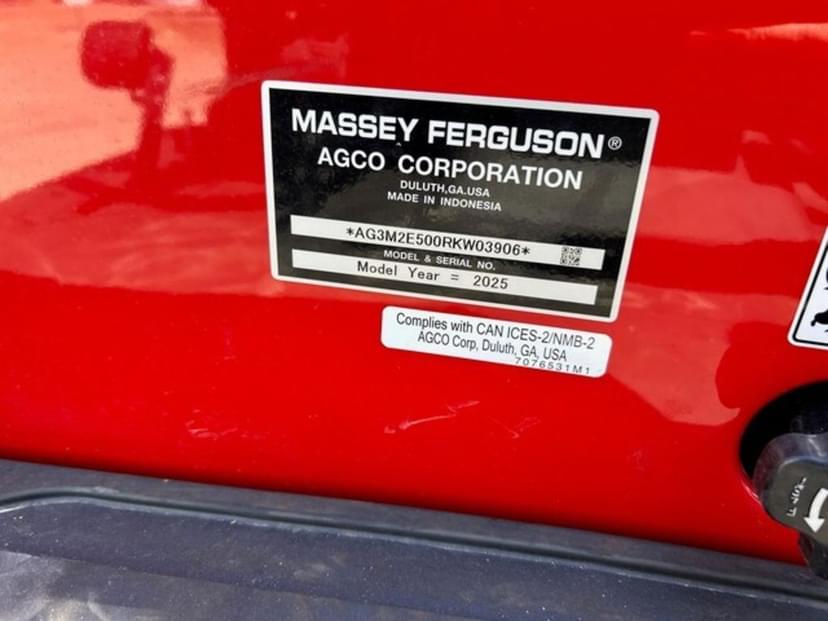 MASSEY FERGUSON®
AGCO CORPORATION
DULUTH,GA.USA
MADE IN INDONESIA
*AG3M2E500RKW03906*
MODEL & SERIAL NO.
Model Year = 2025
Complies with CAN ICES-2/NMB-2
AGCO Corp, Duluth, GA, USA
7076531M1